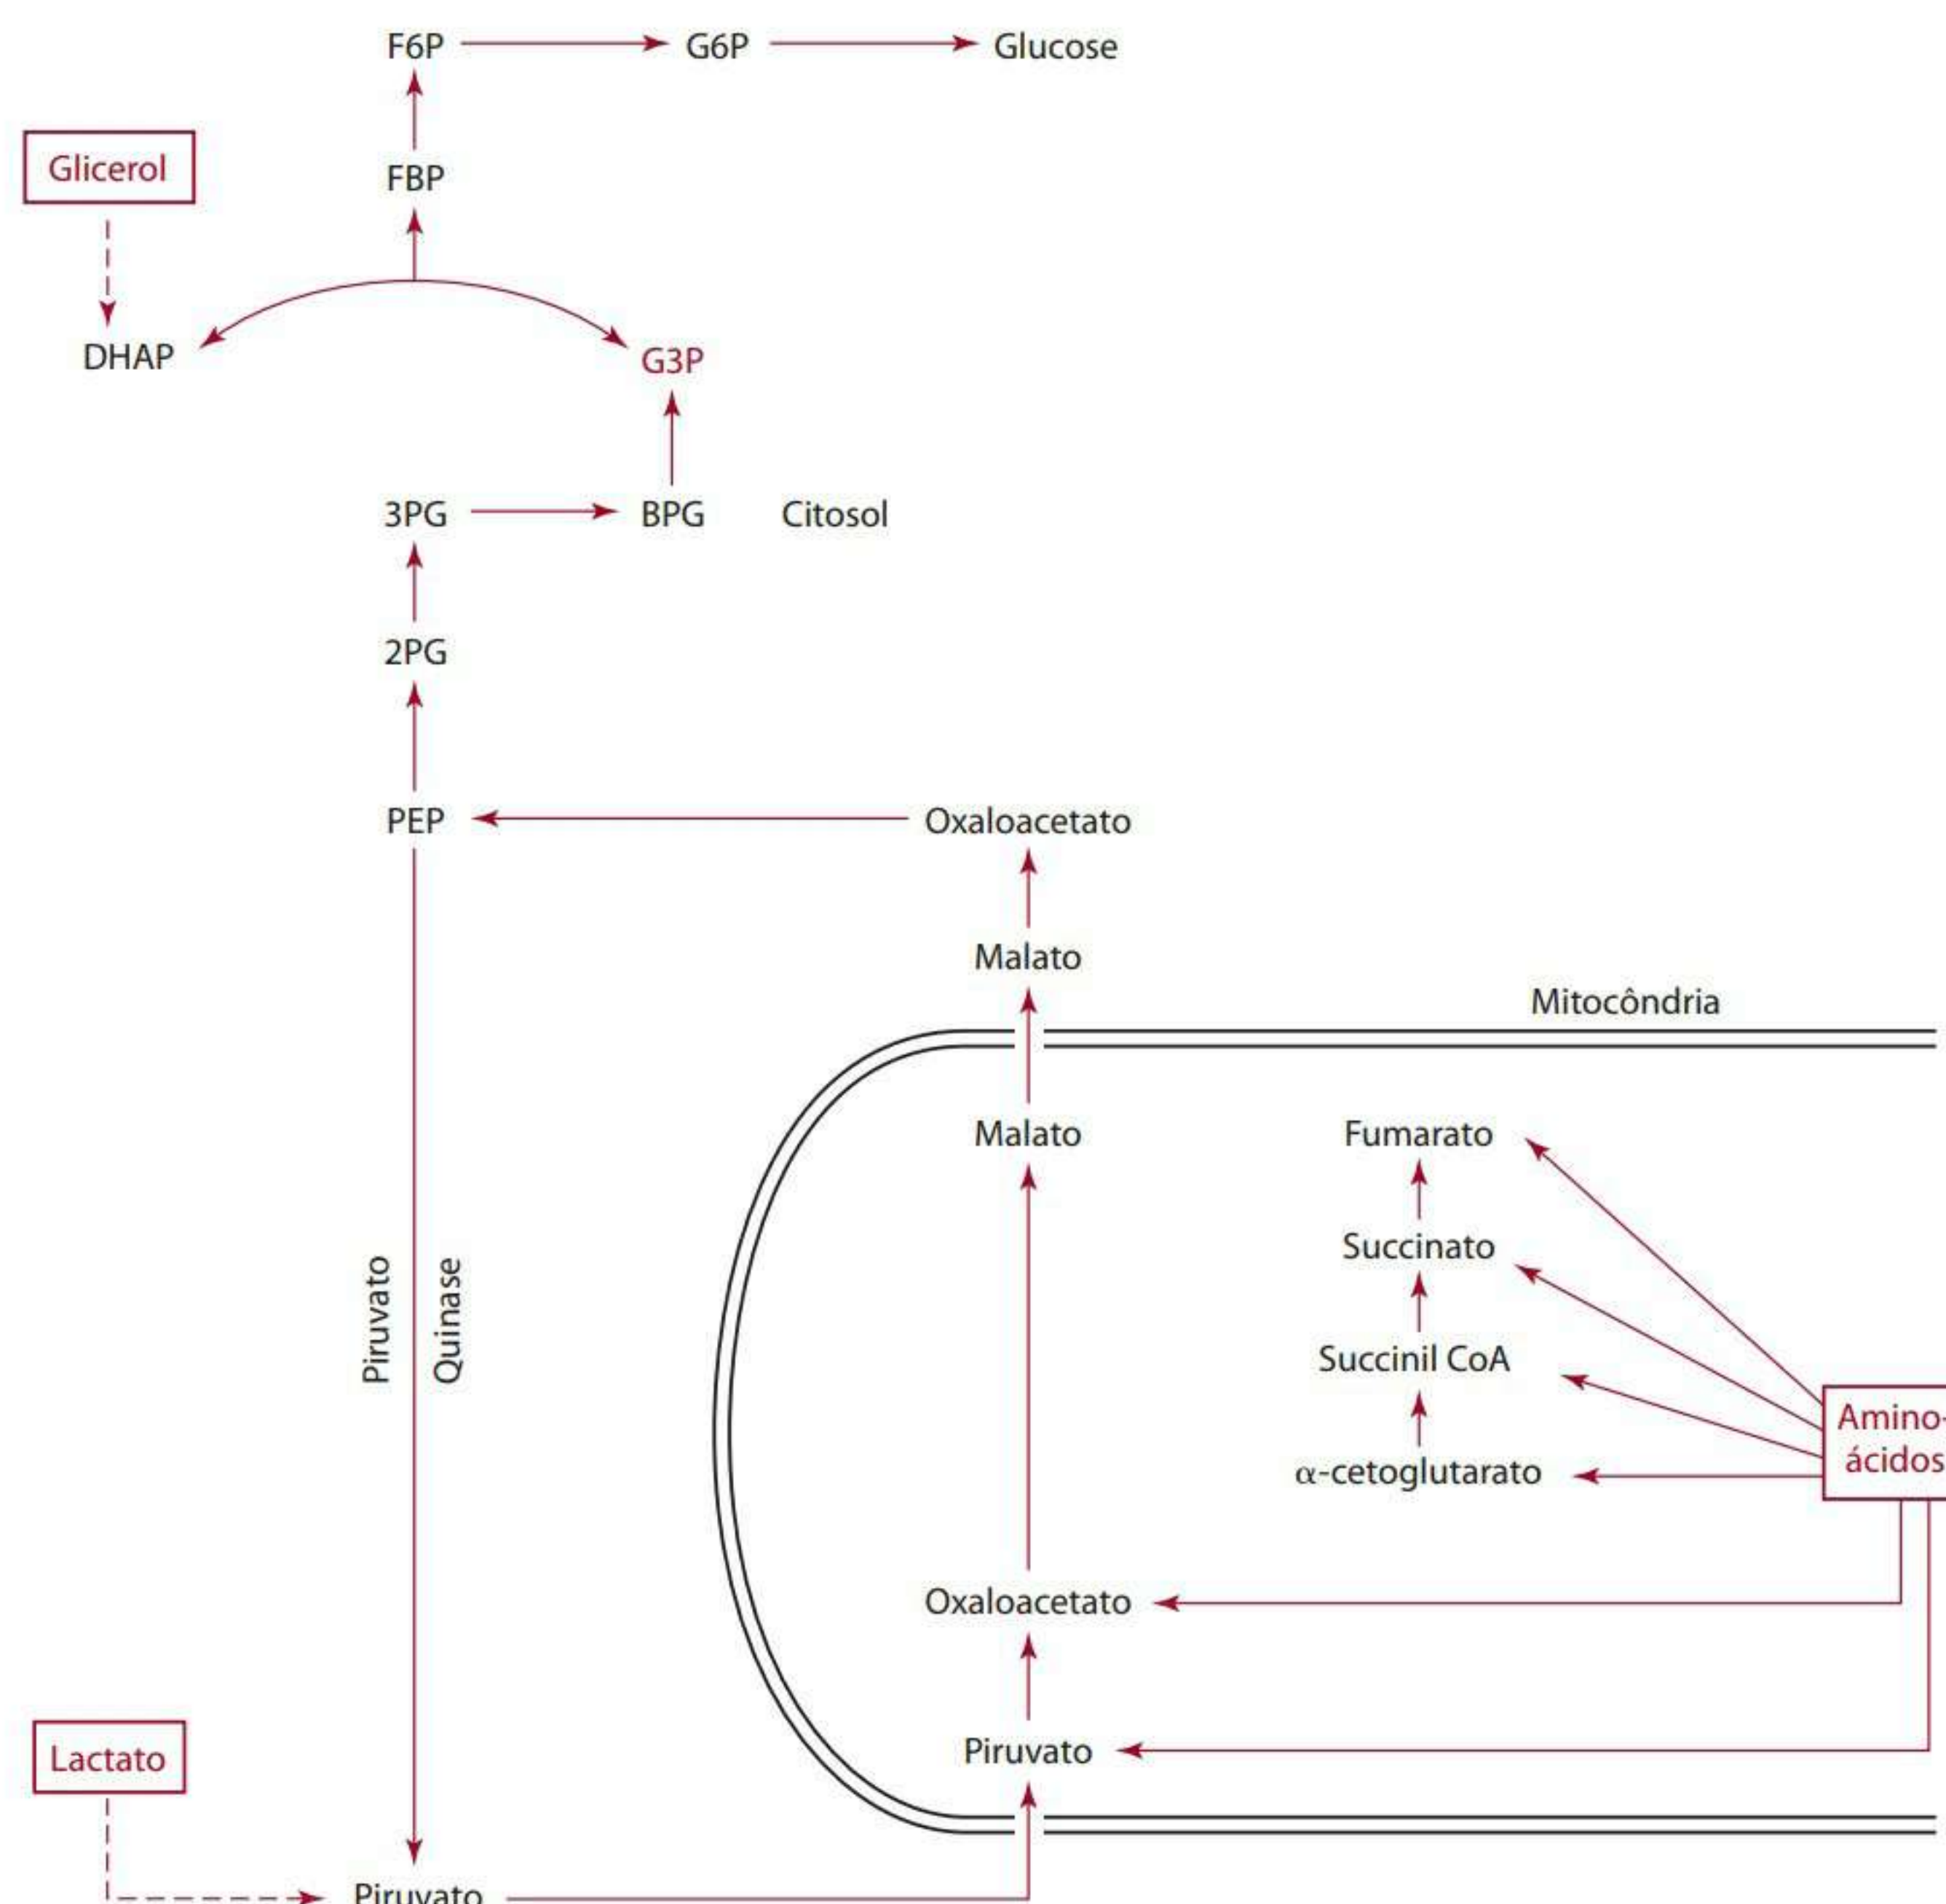 F6P
G6P
Glucose
Glicerol
FBP
DHAP
G3P
3PG
BPG
Citosol
2PG
PEP
Oxaloacetato
Malato
Mitocôndria
Malato
Fumarato
Succinato
Piruvato
Quinase
Succinil CoA
Amino-
ácidos
α-cetoglutarato
Oxaloacetato
Piruvato
Lactato
Piruvato